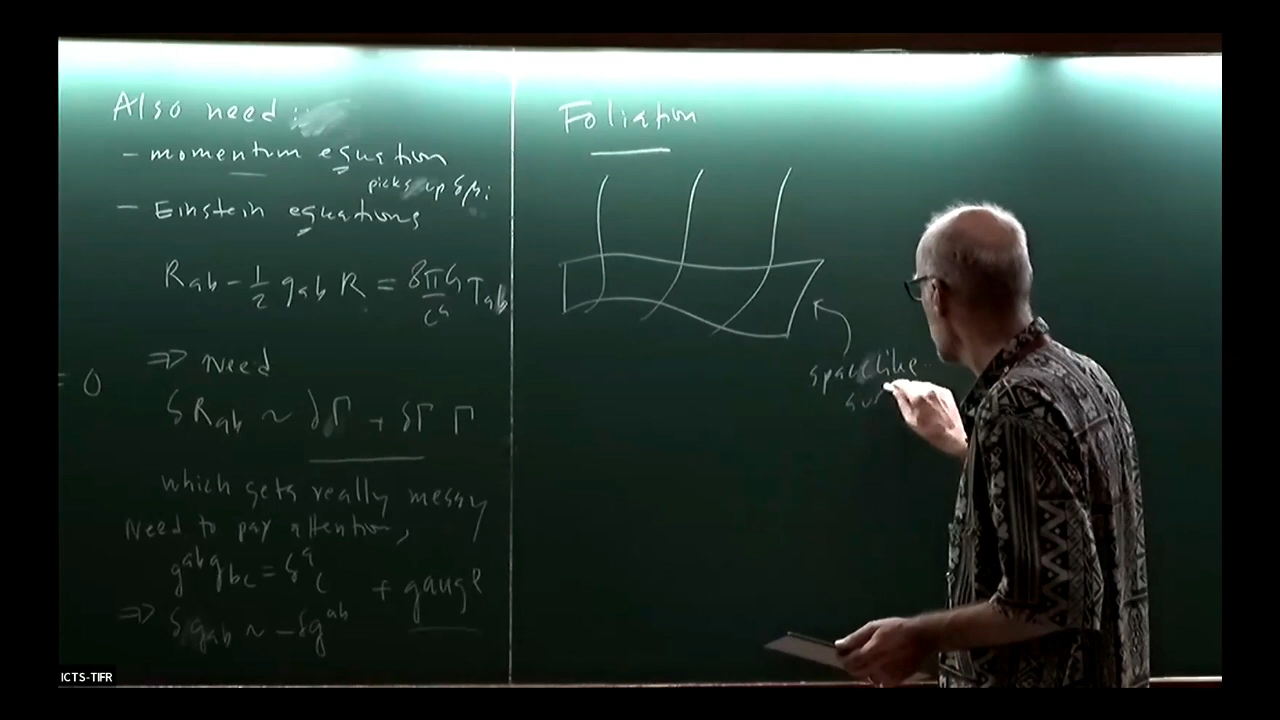 Also need:
- momentum equation
picks up δμ:
- Einstein equations
R_ab - 1/2 g_ab R = 8πG/c⁴ T_ab
⇒ Need
= 0
δR_ab ~ ∂Γ + δΓ Γ
which gets really messy
Need to pay attention,
g^ab g_bc = δ^a_c + gauge
⇒ δg_ab ~ -δg^ab
Foliation
spacelike
ICTS-TIFR